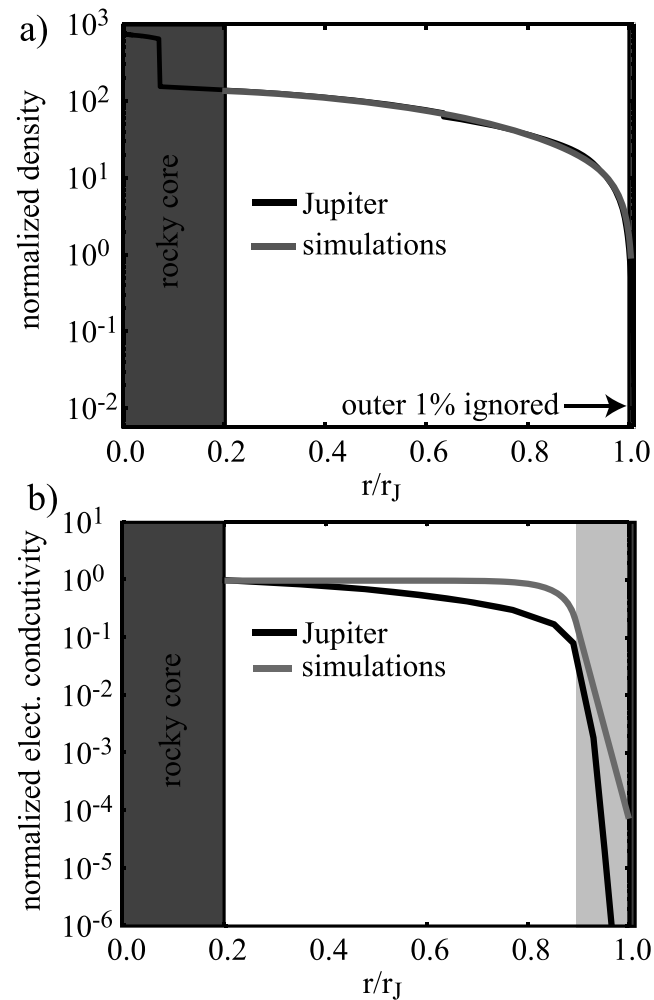 a)
10^3
10^2
10^1
10^0
10^-1
10^-2
normalized density
rocky core
Jupiter
simulations
outer 1% ignored
0.0 0.2 0.4 0.6 0.8 1.0
r/r_J
b)
10^1
10^0
10^-1
10^-2
10^-3
10^-4
10^-5
10^-6
normalized elect. condcutivity
rocky core
Jupiter
simulations
0.0 0.2 0.4 0.6 0.8 1.0
r/r_J